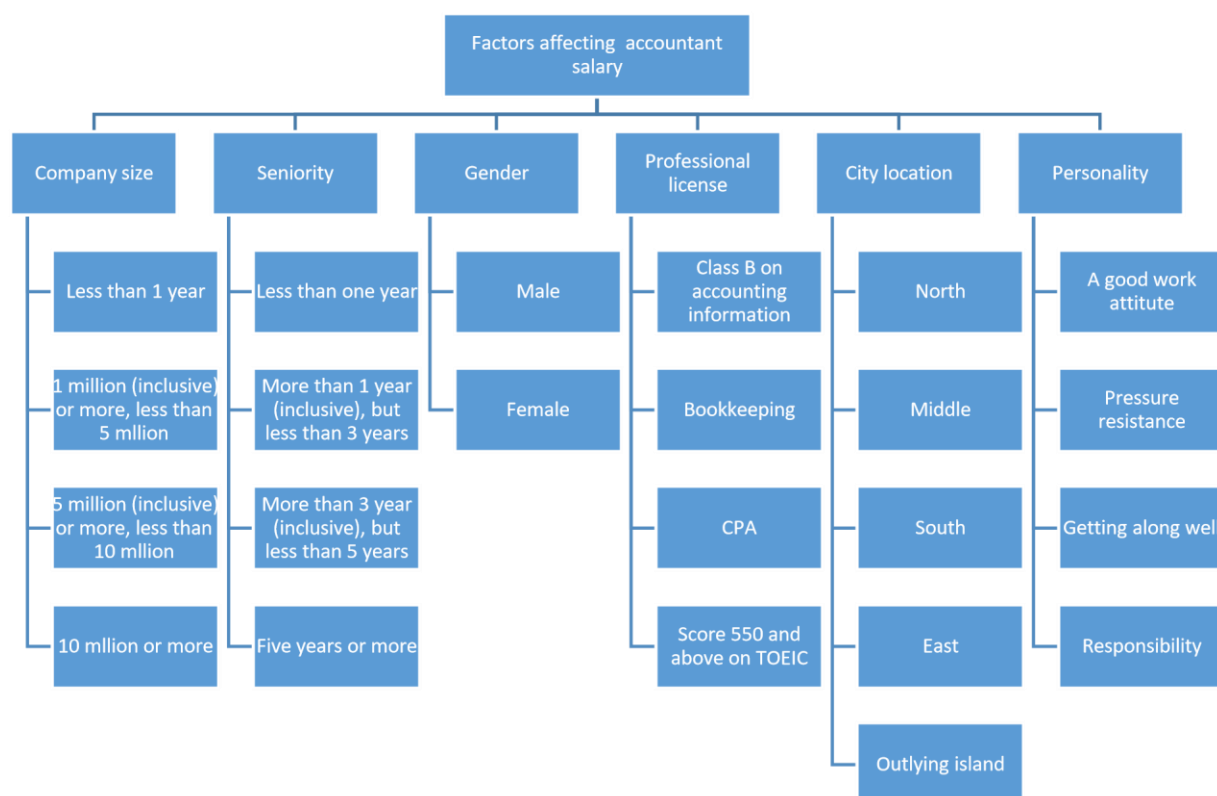 Factors affecting accountant
salary
Company size
Seniority
Gender
Professional
license
City location
Personality
Less than 1 year
Less than one year
Male
Class B on
accounting
information
North
A good work
attitute
1 million (inclusive)
or more, less than
5 mllion
More than 1 year
(inclusive), but
less than 3 years
Female
Bookkeeping
Middle
Pressure
resistance
5 million (inclusive)
or more, less than
10 mllion
More than 3 year
(inclusive), but
less than 5 years
CPA
South
Getting along well
10 mllion or more
Five years or more
Score 550 and
above on TOEIC
East
Responsibility
Outlying island